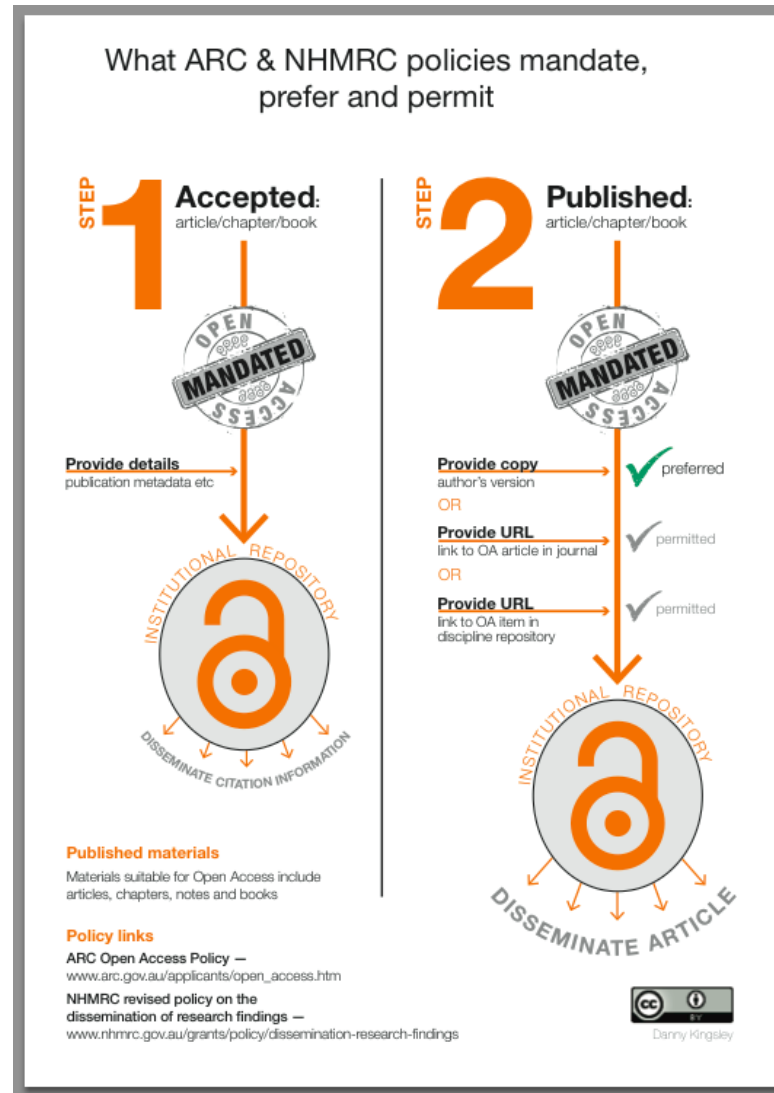 What ARC & NHMRC policies mandate,
prefer and permit
STEP
1
Accepted:
article/chapter/book
OPEN
MANDATED
ACCESS
Provide details
publication metadata etc
INSTITUTIONAL REPOSITORY
DISSEMINATE CITATION INFORMATION
STEP
2
Published:
article/chapter/book
OPEN
MANDATED
ACCESS
Provide copy
preferred
author's version
OR
Provide URL
permitted
link to OA article in journal
OR
Provide URL
permitted
link to OA item in
discipline repository
INSTITUTIONAL REPOSITORY
DISSEMINATE ARTICLE
Published materials
Materials suitable for Open Access include
articles, chapters, notes and books
Policy links
ARC Open Access Policy —
www.arc.gov.au/applicants/open_access.htm
NHMRC revised policy on the
dissemination of research findings —
www.nhmrc.gov.au/grants/policy/dissemination-research-findings
cc
BY
Danny Kingsley